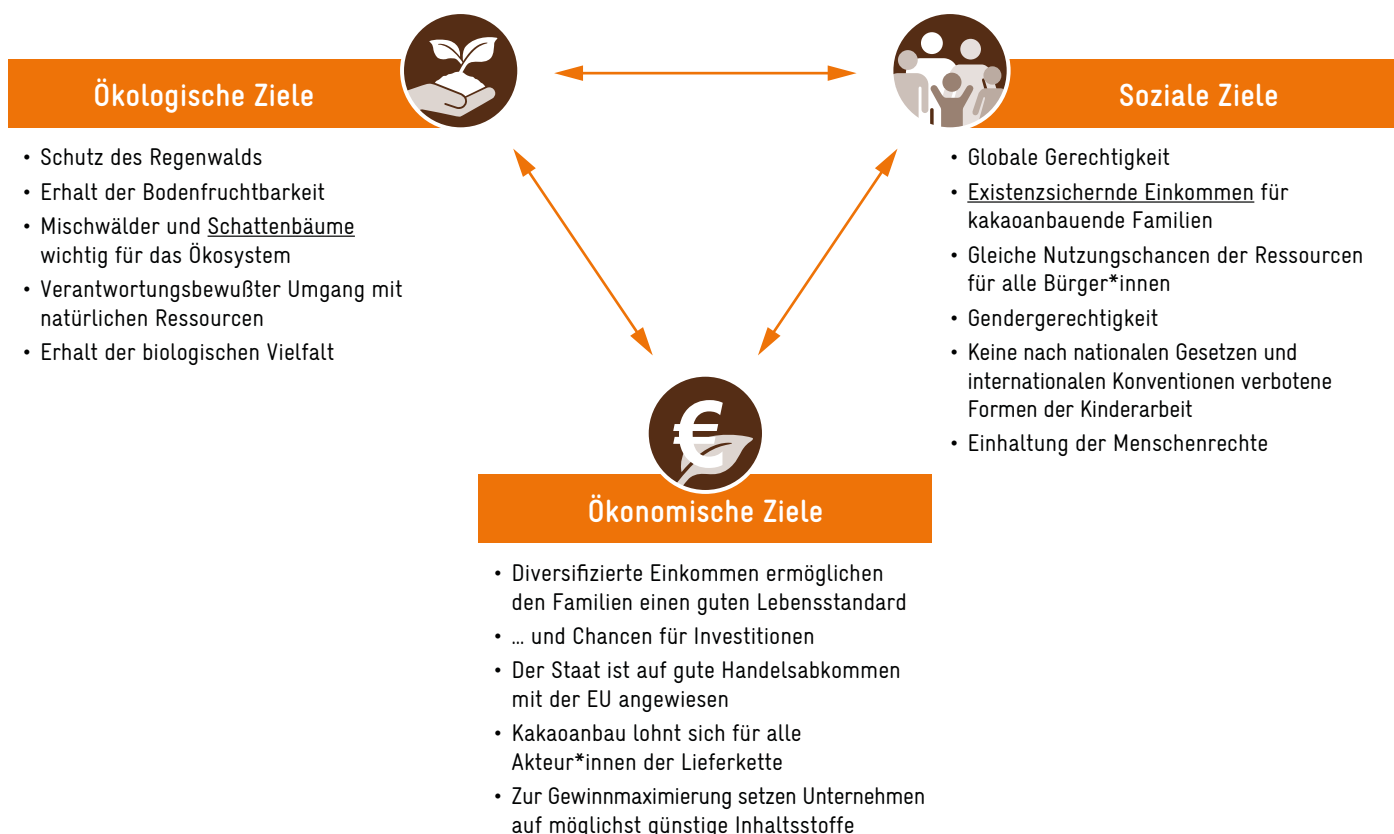 Ökologische Ziele
• Schutz des Regenwalds
• Erhalt der Bodenfruchtbarkeit
• Mischwälder und Schattenbäume
wichtig für das Ökosystem
• Verantwortungsbewußter Umgang mit
natürlichen Ressourcen
• Erhalt der biologischen Vielfalt
Soziale Ziele
• Globale Gerechtigkeit
• Existenzsichernde Einkommen für
kakaoanbauende Familien
• Gleiche Nutzungschancen der Ressourcen
für alle Bürger*innen
• Gendergerechtigkeit
• Keine nach nationalen Gesetzen und
internationalen Konventionen verbotene
Formen der Kinderarbeit
• Einhaltung der Menschenrechte
€
Ökonomische Ziele
• Diversifizierte Einkommen ermöglichen
den Familien einen guten Lebensstandard
• … und Chancen für Investitionen
• Der Staat ist auf gute Handelsabkommen
mit der EU angewiesen
• Kakaoanbau lohnt sich für alle
Akteur*innen der Lieferkette
• Zur Gewinnmaximierung setzen Unternehmen
auf möglichst günstige Inhaltsstoffe